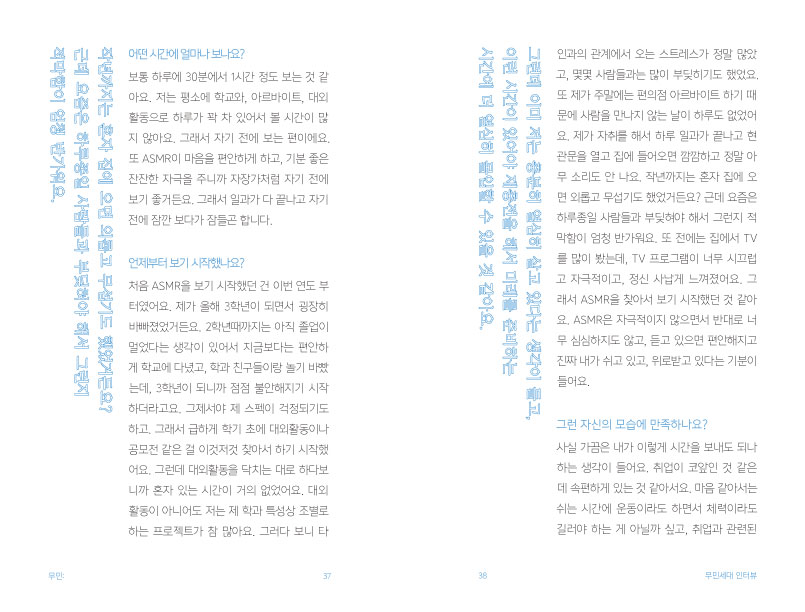 작년까지는 혼자 집에 오면 외롭고 무섭기도 했었거든요?
근데 요즘은 하루종일 사람들과 부딪혀야 해서 그런지
적막함이 엄청 반가워요.
어떤 시간에 얼마나 보나요?
보통 하루에 30분에서 1시간 정도 보는 것 같
아요. 저는 평소에 학교와, 아르바이트, 대외
활동으로 하루가 꽉 차 있어서 볼 시간이 많
지 않아요. 그래서 자기 전에 보는 편이에요.
또 ASMR이 마음을 편안하게 하고, 기분 좋은
잔잔한 자극을 주니까 자장가처럼 자기 전에
보기 좋거든요. 그래서 일과가 다 끝나고 자기
전에 잠깐 보다가 잠들곤 합니다.
언제부터 보기 시작했나요?
처음 ASMR을 보기 시작했던 건 이번 연도 부
터였어요. 제가 올해 3학년이 되면서 굉장히
바빠졌었거든요. 2학년때까지는 아직 졸업이
멀었다는 생각이 있어서 지금보다는 편안하
게 학교에 다녔고, 학과 친구들이랑 놀기 바빴
는데, 3학년이 되니까 점점 불안해지기 시작
하더라고요. 그제서야 제 스펙이 걱정되기도
하고. 그래서 급하게 학기 초에 대외활동이나
공모전 같은 걸 이것저것 찾아서 하기 시작했
어요. 그런데 대외활동을 닥치는 대로 하다보
니까 혼자 있는 시간이 거의 없었어요. 대외
활동이 아니어도 저는 제 학과 특성상 조별로
하는 프로젝트가 참 많아요. 그러다 보니 타
무민:
37
그런데 이미 저는 충분히 열심히 살고 있다는 생각이 들고,
이런 시간이 있어야 재충전을 해서 미래를 준비하는
시간에 더 열심히 몰입할 수 있을 것 같아요.
인과의 관계에서 오는 스트레스가 정말 많았
고, 몇몇 사람들과는 많이 부딪히기도 했었요.
또 제가 주말에는 편의점 아르바이트 하기 때
문에 사람을 만나지 않는 날이 하루도 없었어
요. 제가 자취를 해서 하루 일과가 끝나고 현
관문을 열고 집에 들어오면 깜깜하고 정말 아
무 소리도 안 나요. 작년까지는 혼자 집에 오
면 외롭고 무섭기도 했었거든요? 근데 요즘은
하루종일 사람들과 부딪혀야 해서 그런지 적
막함이 엄청 반가워요. 또 전에는 집에서 TV
를 많이 봤는데, TV 프로그램이 너무 시끄럽
고 자극적이고, 정신 사납게 느껴졌어요. 그
래서 ASMR을 찾아서 보기 시작했던 것 같아
요. ASMR은 자극적이지 않으면서 반대로 너
무 심심하지도 않고, 듣고 있으면 편안해지고
진짜 내가 쉬고 있고, 위로받고 있다는 기분이
들어요.
그런 자신의 모습에 만족하나요?
사실 가끔은 내가 이렇게 시간을 보내도 되나
하는 생각이 들어요. 취업이 코앞인 것 같은
데 속편하게 있는 것 같아서요. 마음 같아서는
쉬는 시간에 운동이라도 하면서 체력이라도
길러야 하는 게 아닐까 싶고, 취업과 관련된
38
무민세대 인터뷰